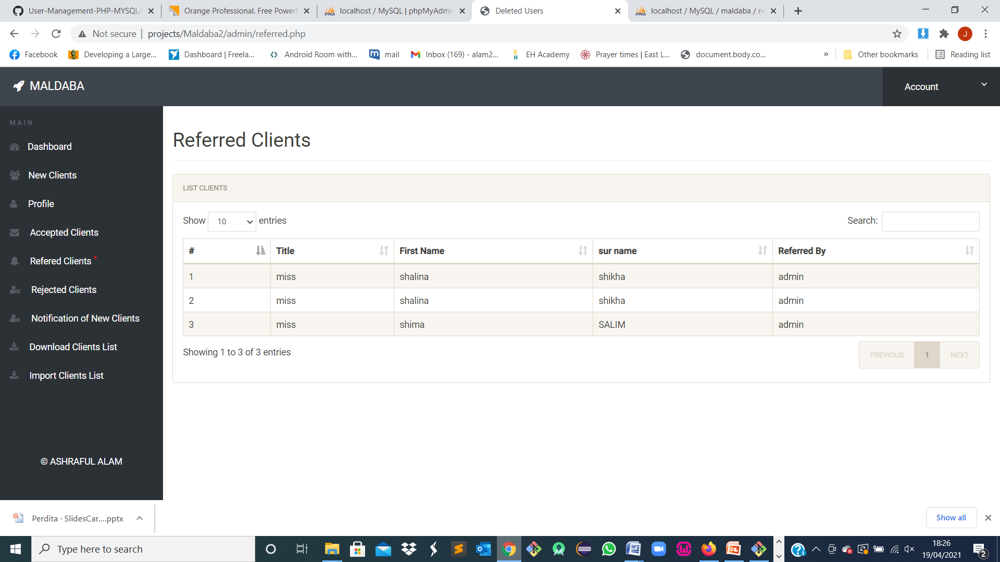 User-Management-PHP-MYSQL/
Orange Professional. Free PowerP
localhost / MySQL | phpMyAdmin
Deleted Users
localhost / MySQL / maldaba / ne
Not secure
projects/Maldaba2/admin/referred.php
J
Facebook
Developing a Large...
Dashboard | Freela...
Android Room with...
mail
Inbox (169) - alam2...
EH Academy
Prayer times | East L...
document.body.co...
»
Other bookmarks
Reading list
MALDABA
Account
MAIN
Dashboard
New Clients
Profile
Accepted Clients
Refered Clients *
Rejected Clients
Notification of New Clients
Download Clients List
Import Clients List
© ASHRAFUL ALAM
Referred Clients
LIST CLIENTS
Show 10 entries
Search:
# Title First Name sur name Referred By
1 miss shalina shikha admin
2 miss shalina shikha admin
3 miss shima SALIM admin
Showing 1 to 3 of 3 entries
PREVIOUS 1 NEXT
Perdita · SlidesCar....pptx
Show all
Type here to search
18:26
19/04/2021
2